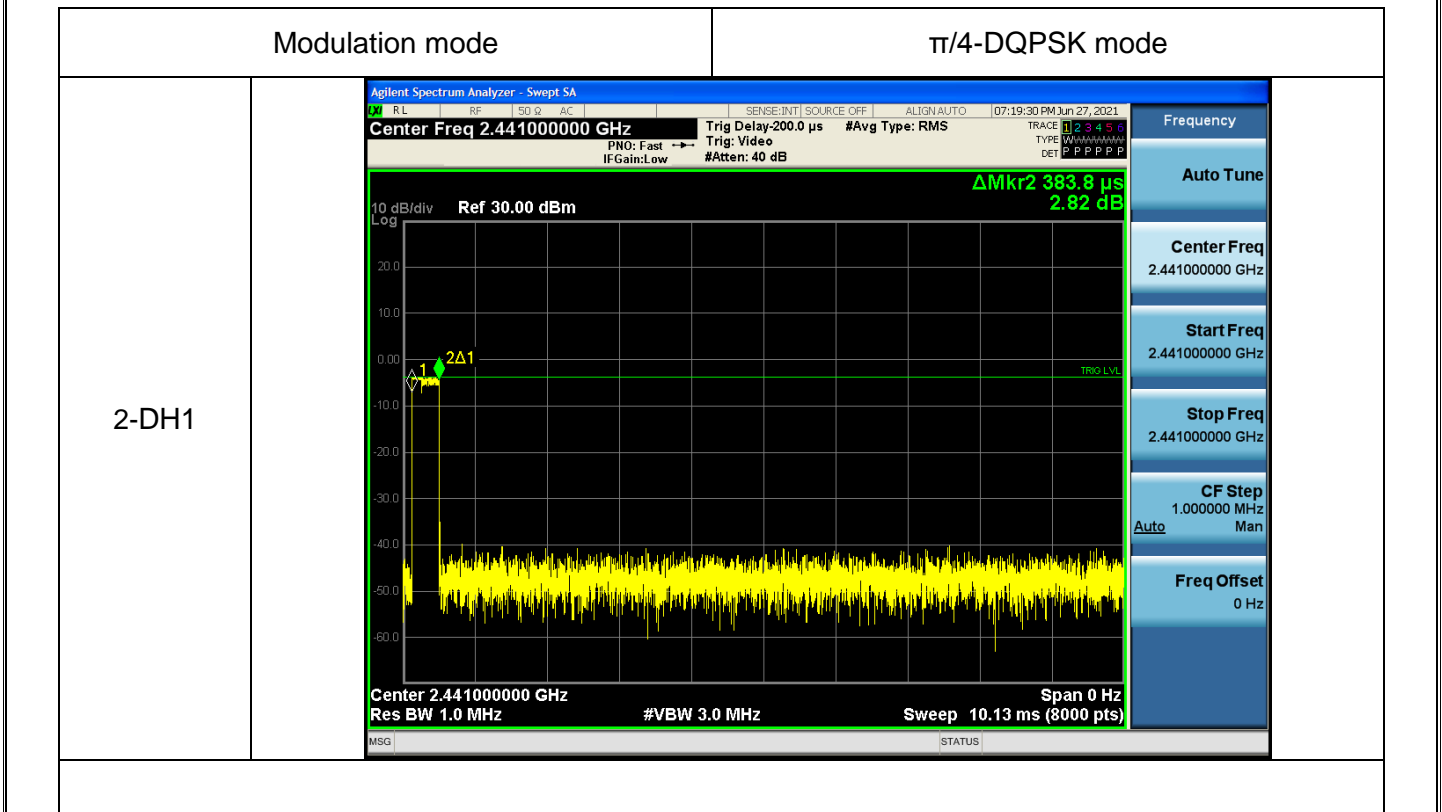 Modulation mode
π/4-DQPSK mode
2-DH1
Agilent Spectrum Analyzer - Swept SA
RL RF 50 Ω AC SENSE:INT SOURCE OFF ALIGN AUTO 07:19:30 PM Jun 27, 2021
Center Freq 2.441000000 GHz
PNO: Fast
IFGain:Low
Trig Delay-200.0 µs #Avg Type: RMS
Trig: Video
#Atten: 40 dB
TRACE 1 2 3 4 5 6
TYPE WWWWWW
DET P P P P P P
ΔMkr2 383.8 µs
2.82 dB
10 dB/div Ref 30.00 dBm
Log
20.0
10.0
0.00
-10.0
-20.0
-30.0
-40.0
-50.0
-60.0
1
2Δ1
TRIG LVL
Center 2.441000000 GHz Span 0 Hz
Res BW 1.0 MHz #VBW 3.0 MHz Sweep 10.13 ms (8000 pts)
MSG STATUS
Frequency
Auto Tune
Center Freq
2.441000000 GHz
Start Freq
2.441000000 GHz
Stop Freq
2.441000000 GHz
CF Step
1.000000 MHz
Auto Man
Freq Offset
0 Hz